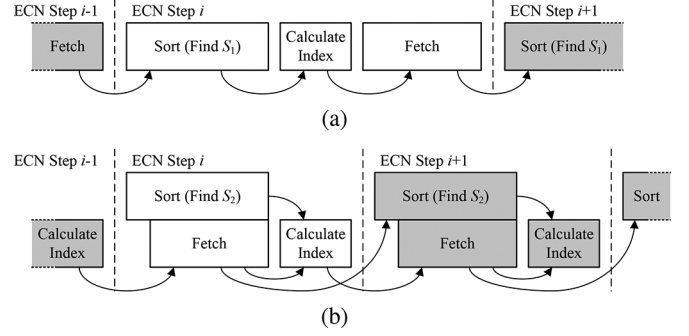 ECN Step i-1
ECN Step i
ECN Step i+1
Fetch
Sort (Find S₁)
Calculate
Index
Fetch
Sort (Find S₁)
(a)
ECN Step i-1
ECN Step i
ECN Step i+1
Sort (Find S₂)
Sort (Find S₂)
Sort
Calculate
Index
Fetch
Calculate
Index
Fetch
Calculate
Index
(b)